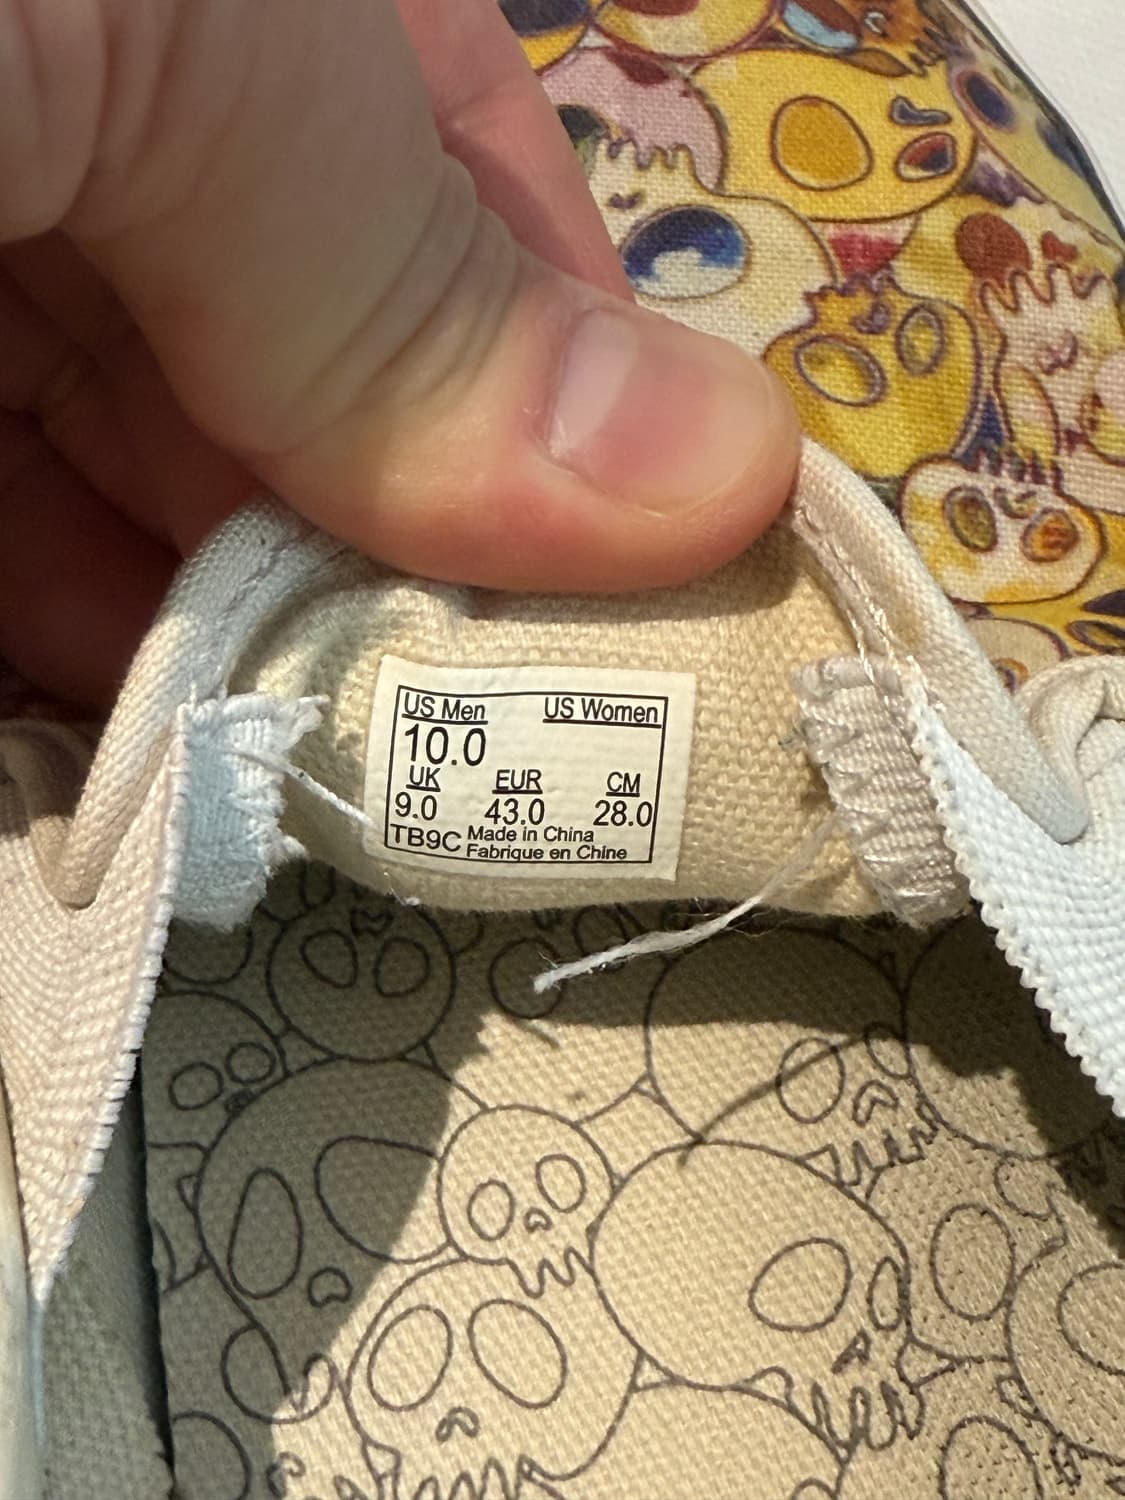 US Men US Women
10.0
UK EUR CM
9.0 43.0 28.0
TB9C Made in China
Fabrique en Chine